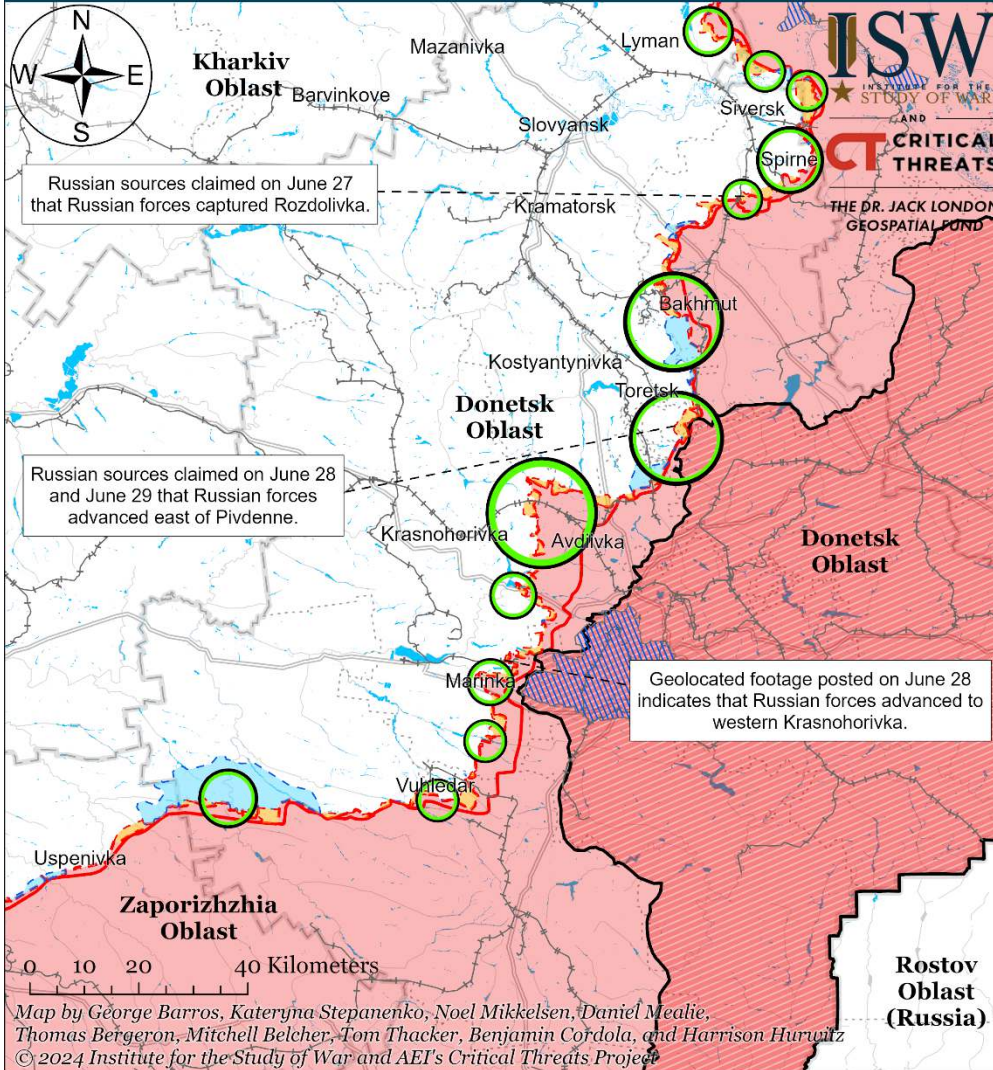 N
W
E
S
Kharkiv
Oblast
Mazanivka
Barvinkove
Lyman
Slovyansk
Siversk
Spirne
ISW
INSTITUTE FOR THE
STUDY OF WAR
AND
CT CRITICAL
THREATS
THE DR. JACK LONDON
GEOSPATIAL FUND
Russian sources claimed on June 27
that Russian forces captured Rozdolivka.
Kramatorsk
Bakhmut
Kostyantynivka
Toretsk
Donetsk
Oblast
Russian sources claimed on June 28
and June 29 that Russian forces
advanced east of Pivdenne.
Krasnohorivka
Avdiivka
Donetsk
Oblast
Marinka
Geolocated footage posted on June 28
indicates that Russian forces advanced to
western Krasnohorivka.
Vuhledar
Uspenivka
Zaporizhzhia
Oblast
0 10 20 40 Kilometers
Rostov
Oblast
(Russia)
Map by George Barros, Kateryna Stepanenko, Noel Mikkelsen, Daniel Mealie,
Thomas Bergeron, Mitchell Belcher, Tom Thacker, Benjamin Cordola, and Harrison Hurwitz
© 2024 Institute for the Study of War and AEI's Critical Threats Project